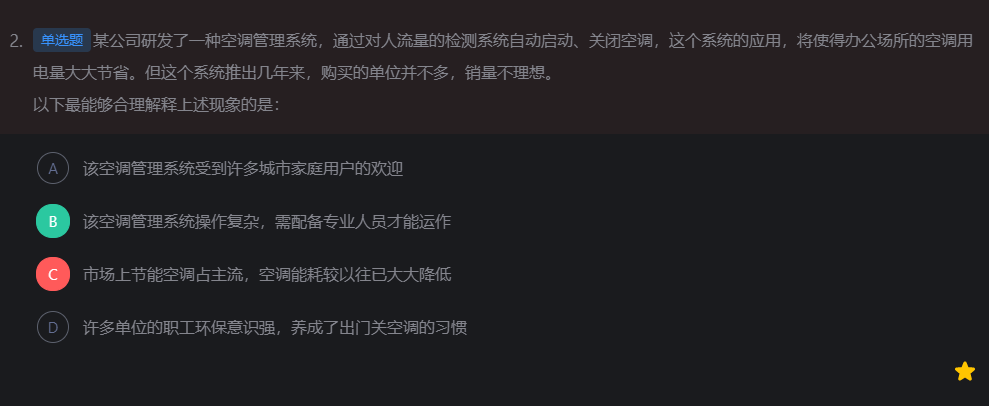 2. 单选题 某公司研发了一种空调管理系统，通过对人流量的检测系统自动启动、关闭空调，这个系统的应用，将使得办公场所的空调用
电量大大节省。但这个系统推出几年来，购买的单位并不多，销量不理想。
以下最能够合理解释上述现象的是：
A 该空调管理系统受到许多城市家庭用户的欢迎
B 该空调管理系统操作复杂，需配备专业人员才能运作
C 市场上节能空调占主流，空调能耗较以往已大大降低
D 许多单位的职工环保意识强，养成了出门关空调的习惯